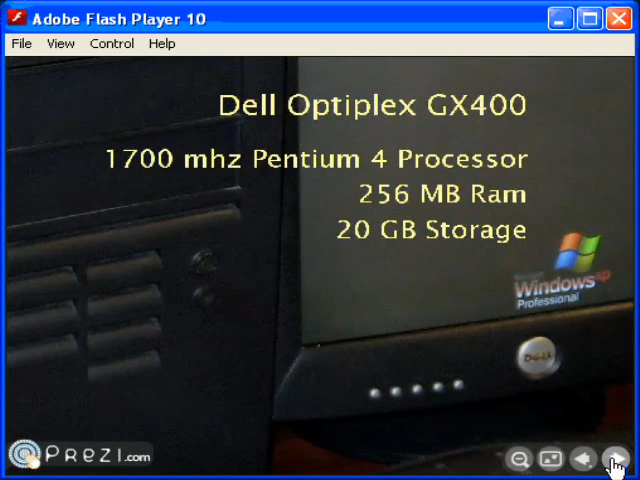 Adobe Flash Player 10
File View Control Help
Dell Optiplex GX400
1700 mhz Pentium 4 Processor
256 MB Ram
20 GB Storage
Windows xp
Professional
DELL
PREZI.com